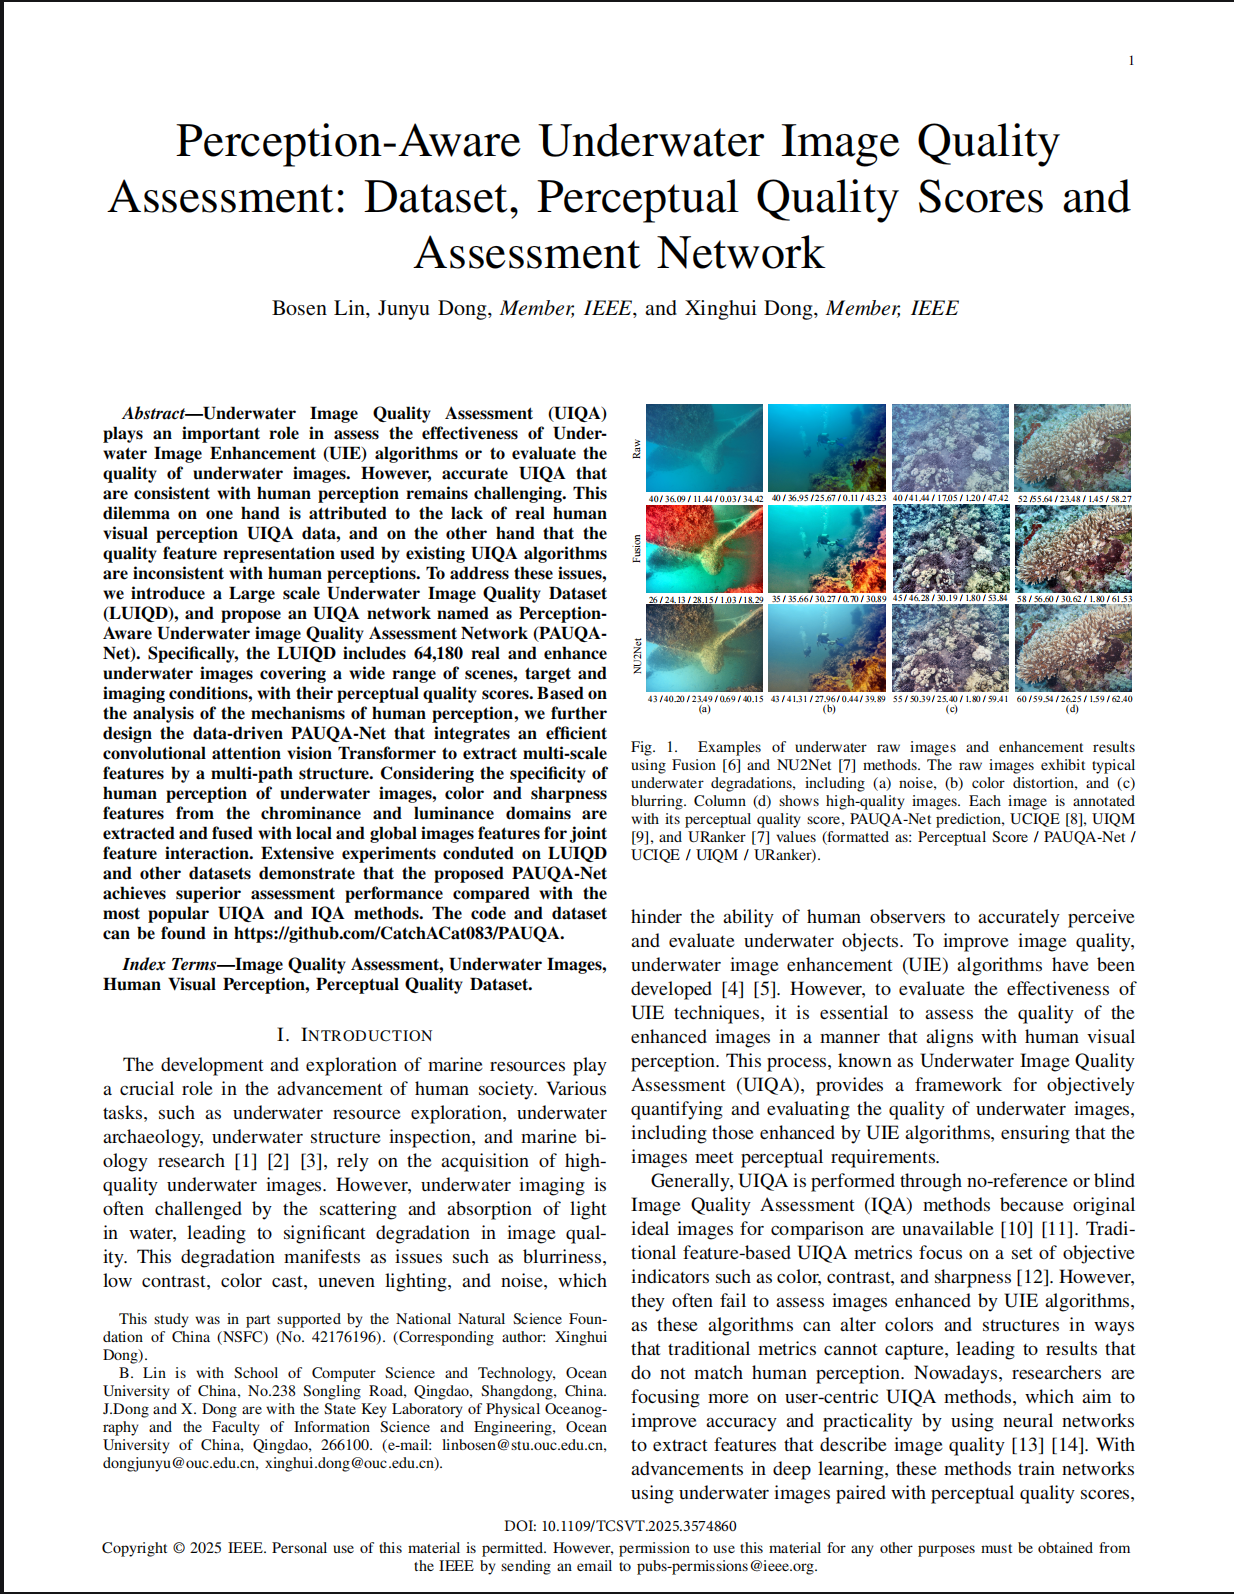 1
Perception-Aware Underwater Image Quality
Assessment: Dataset, Perceptual Quality Scores and
Assessment Network
Bosen Lin, Junyu Dong, Member, IEEE, and Xinghui Dong, Member, IEEE
Abstract—Underwater Image Quality Assessment (UIQA)
plays an important role in assess the effectiveness of Under-
water Image Enhancement (UIE) algorithms or to evaluate the
quality of underwater images. However, accurate UIQA that
are consistent with human perception remains challenging. This
dilemma on one hand is attributed to the lack of real human
visual perception UIQA data, and on the other hand that the
quality feature representation used by existing UIQA algorithms
are inconsistent with human perceptions. To address these issues,
we introduce a Large scale Underwater Image Quality Dataset
(LUIQD), and propose an UIQA network named as Perception-
Aware Underwater image Quality Assessment Network (PAUQA-
Net). Specifically, the LUIQD includes 64,180 real and enhance
underwater images covering a wide range of scenes, target and
imaging conditions, with their perceptual quality scores. Based on
the analysis of the mechanisms of human perception, we further
design the data-driven PAUQA-Net that integrates an efficient
convolutional attention vision Transformer to extract multi-scale
features by a multi-path structure. Considering the specificity of
human perception of underwater images, color and sharpness
features from the chrominance and luminance domains are
extracted and fused with local and global images features for joint
feature interaction. Extensive experiments conduted on LUIQD
and other datasets demonstrate that the proposed PAUQA-Net
achieves superior assessment performance compared with the
most popular UIQA and IQA methods. The code and dataset
can be found in https://github.com/CatchACat083/PAUQA.
Index Terms—Image Quality Assessment, Underwater Images,
Human Visual Perception, Perceptual Quality Dataset.
I. INTRODUCTION
The development and exploration of marine resources play
a crucial role in the advancement of human society. Various
tasks, such as underwater resource exploration, underwater
archaeology, underwater structure inspection, and marine bi-
ology research [1] [2] [3], rely on the acquisition of high-
quality underwater images. However, underwater imaging is
often challenged by the scattering and absorption of light
in water, leading to significant degradation in image qual-
ity. This degradation manifests as issues such as blurriness,
low contrast, color cast, uneven lighting, and noise, which
This study was in part supported by the National Natural Science Foun-
dation of China (NSFC) (No. 42176196). (Corresponding author: Xinghui
Dong).
B. Lin is with School of Computer Science and Technology, Ocean
University of China, No.238 Songling Road, Qingdao, Shangdong, China.
J.Dong and X. Dong are with the State Key Laboratory of Physical Oceanog-
raphy and the Faculty of Information Science and Engineering, Ocean
University of China, Qingdao, 266100. (e-mail: linbosen@stu.ouc.edu.cn,
dongjunyu@ouc.edu.cn, xinghui.dong@ouc.edu.cn).
Raw
40 / 36.09 / 11.44 / 0.03 / 34.42 40 / 36.95 / 25.67 / 0.11 / 43.23 40 / 41.44 / 17.05 / 1.20 / 47.42 52 /55.64 / 23.48 / 1.45 / 58.27
Fusion
26 / 24.13 / 28.15 / 1.03 / 18.29 35 / 35.66 / 30.27 / 0.70 / 30.89 45 / 46.28 / 30.19 / 1.80 / 53.84 58 / 56.60 / 30.62 / 1.80 / 61.53
NU2Net
43 / 40.20 / 23.49 / 0.69 / 40.15 43 / 41.31 / 27.96 / 0.44 / 39.89 55 / 50.39 / 25.40 / 1.80 / 59.41 60 / 59.54 / 26.25 / 1.59 / 62.40
(a) (b) (c) (d)
Fig. 1. Examples of underwater raw images and enhancement results
using Fusion [6] and NU2Net [7] methods. The raw images exhibit typical
underwater degradations, including (a) noise, (b) color distortion, and (c)
blurring. Column (d) shows high-quality images. Each image is annotated
with its perceptual quality score, PAUQA-Net prediction, UCIQE [8], UIQM
[9], and URanker [7] values (formatted as: Perceptual Score / PAUQA-Net /
UCIQE / UIQM / URanker).
hinder the ability of human observers to accurately perceive
and evaluate underwater objects. To improve image quality,
underwater image enhancement (UIE) algorithms have been
developed [4] [5]. However, to evaluate the effectiveness of
UIE techniques, it is essential to assess the quality of the
enhanced images in a manner that aligns with human visual
perception. This process, known as Underwater Image Quality
Assessment (UIQA), provides a framework for objectively
quantifying and evaluating the quality of underwater images,
including those enhanced by UIE algorithms, ensuring that the
images meet perceptual requirements.
Generally, UIQA is performed through no-reference or blind
Image Quality Assessment (IQA) methods because original
ideal images for comparison are unavailable [10] [11]. Tradi-
tional feature-based UIQA metrics focus on a set of objective
indicators such as color, contrast, and sharpness [12]. However,
they often fail to assess images enhanced by UIE algorithms,
as these algorithms can alter colors and structures in ways
that traditional metrics cannot capture, leading to results that
do not match human perception. Nowadays, researchers are
focusing more on user-centric UIQA methods, which aim to
improve accuracy and practicality by using neural networks
to extract features that describe image quality [13] [14]. With
advancements in deep learning, these methods train networks
using underwater images paired with perceptual quality scores,
DOI: 10.1109/TCSVT.2025.3574860
Copyright © 2025 IEEE. Personal use of this material is permitted. However, permission to use this material for any other purposes must be obtained from
the IEEE by sending an email to pubs-permissions@ieee.org.